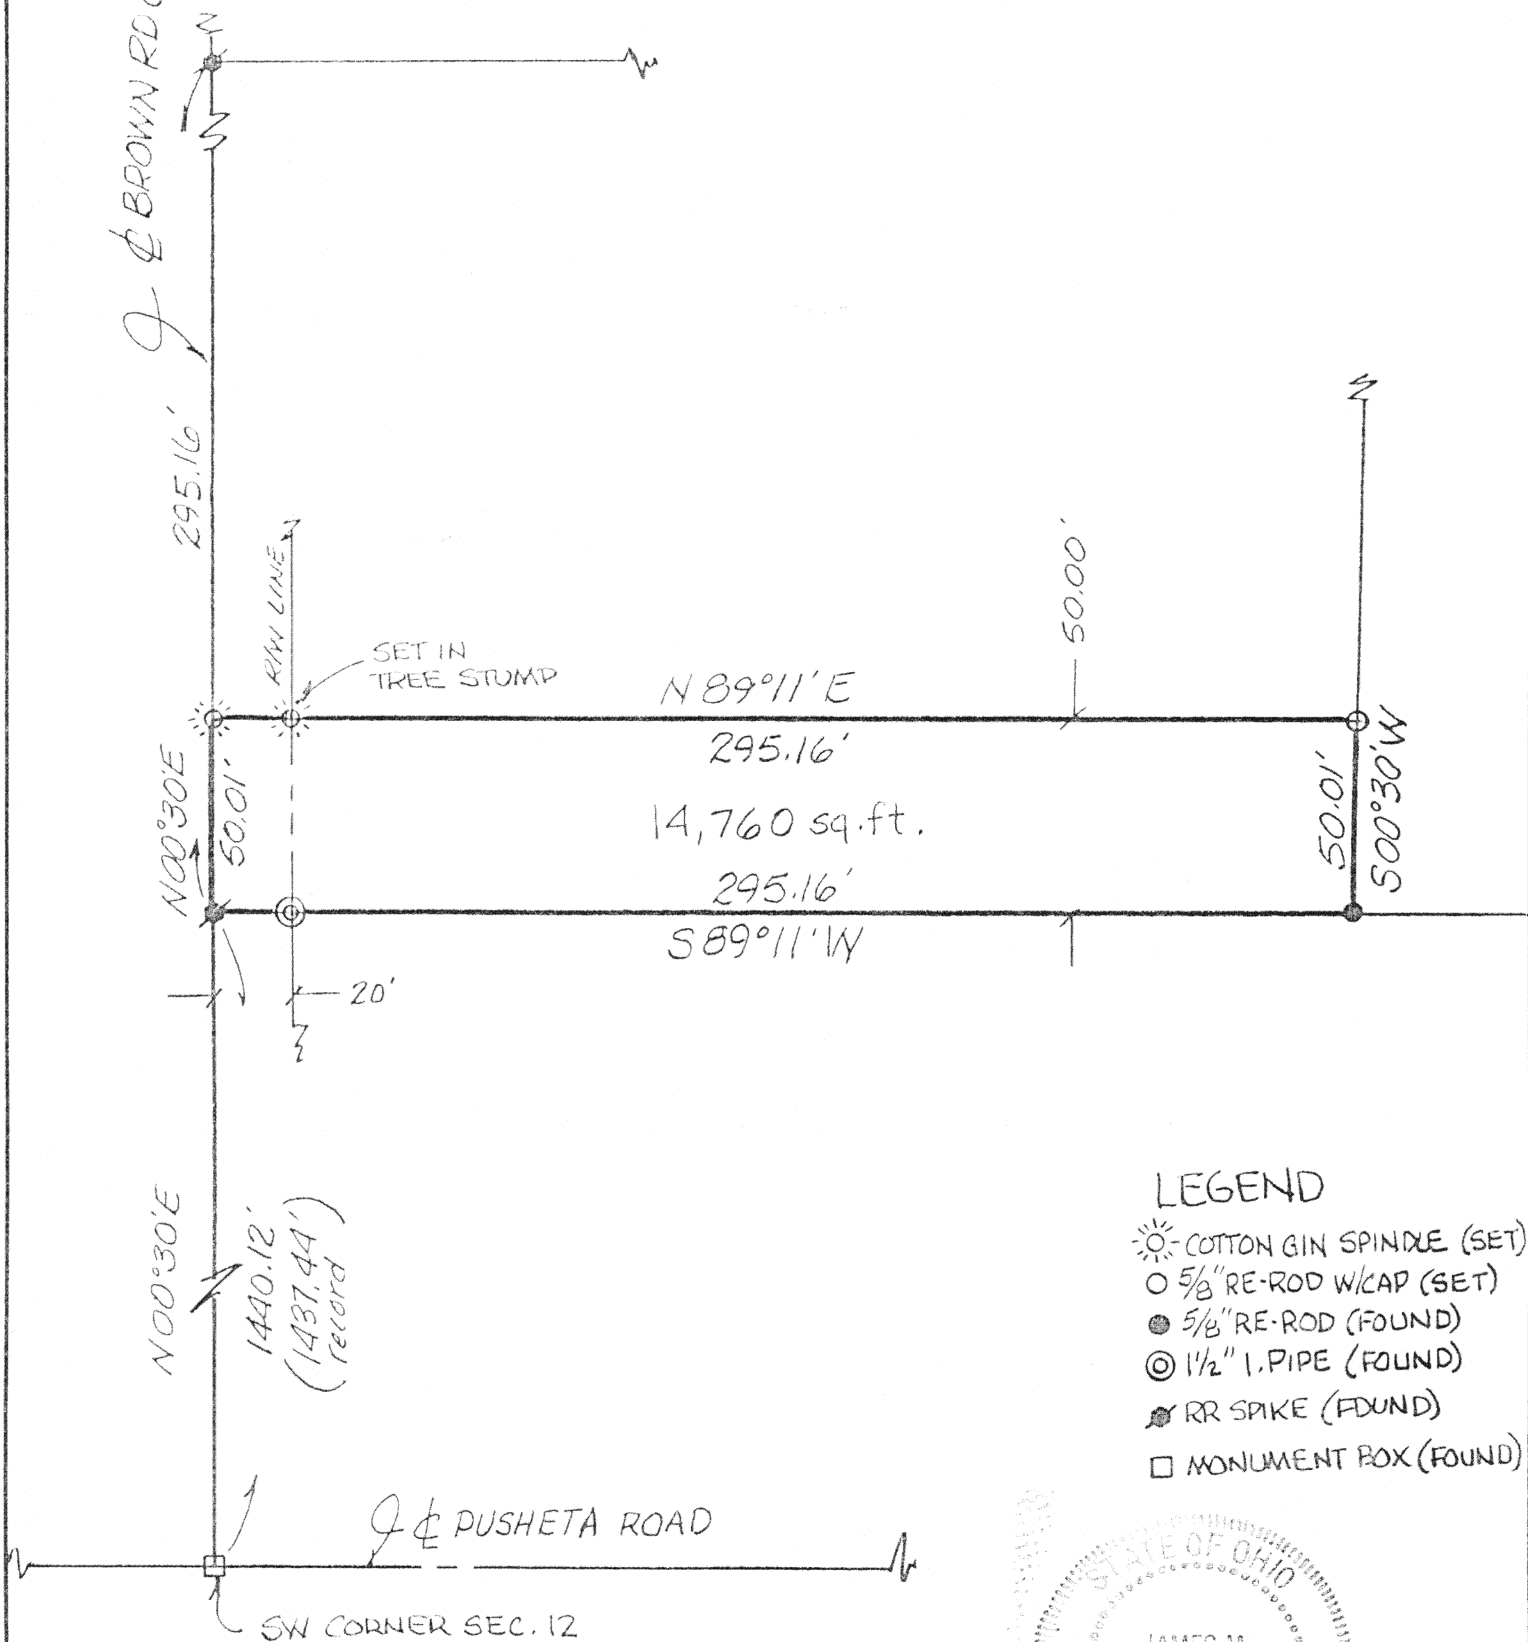 ℄ BROWN RD
295.16'
R/W LINE
SET IN
TREE STUMP
50.00'
N 89°11' E
295.16'
14,760 sq.ft.
295.16'
S 89°11' W
N00°30'E
50.01'
50.01'
S00°30'W
20'
N00°30'E
1440.12'
(1437.44')
record
LEGEND
COTTON GIN SPINDLE (SET)
5/8" RE-ROD W/CAP (SET)
5/8" RE-ROD (FOUND)
1 1/2" I. PIPE (FOUND)
RR SPIKE (FOUND)
MONUMENT BOX (FOUND)
℄ PUSHETA ROAD
SW CORNER SEC. 12
STATE OF OHIO
JAMES M.